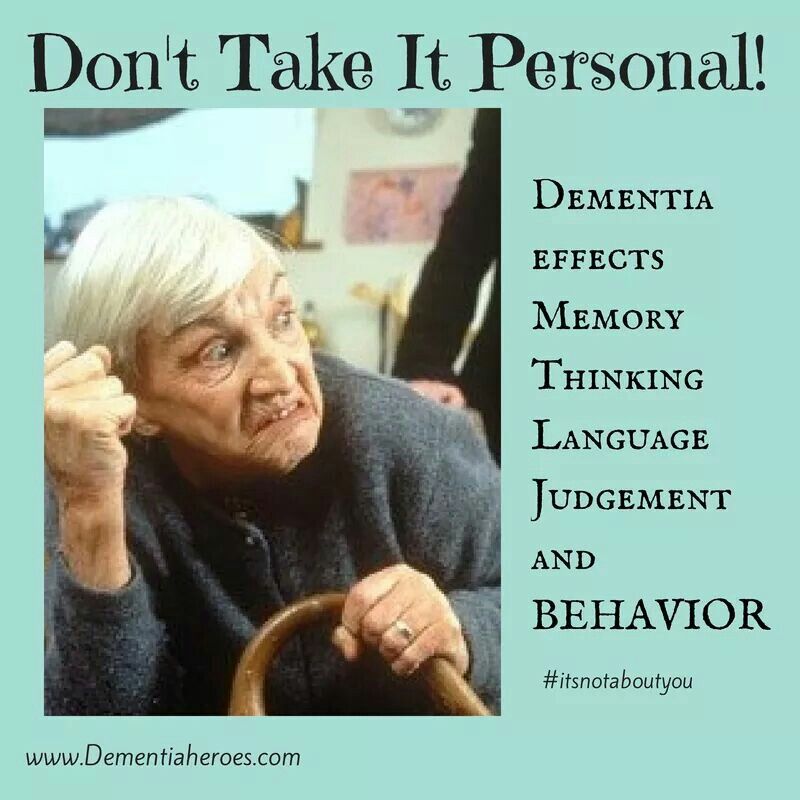 Don't Take It Personal!
Dementia
effects
Memory
Thinking
Language
Judgement
and
BEHAVIOR
#itsnotaboutyou
www.Dementiaheroes.com